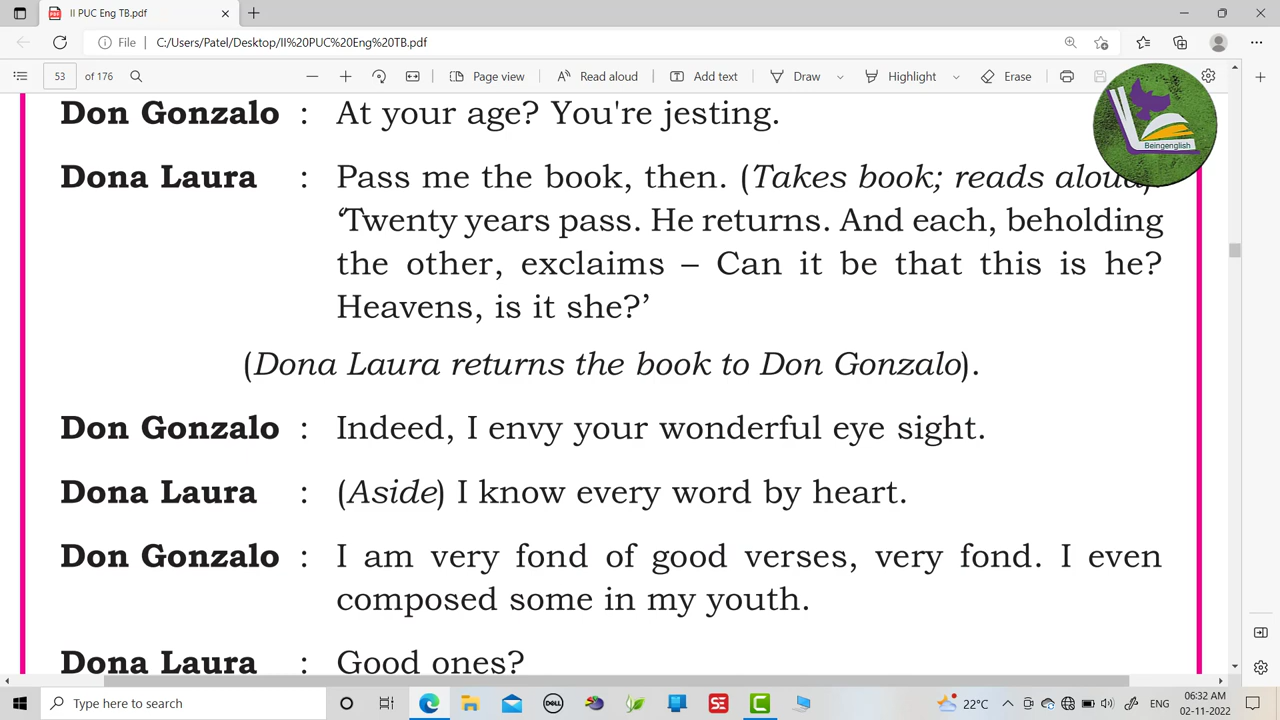 II PUC Eng TB.pdf
File C:/Users/Patel/Desktop/II%20PUC%20Eng%20TB.pdf
53 of 176 Page view Read aloud Add text Draw Highlight Erase
Don Gonzalo : At your age? You're jesting.
Dona Laura : Pass me the book, then. (Takes book; reads aloud).
‘Twenty years pass. He returns. And each, beholding
the other, exclaims – Can it be that this is he?
Heavens, is it she?’
(Dona Laura returns the book to Don Gonzalo).
Don Gonzalo : Indeed, I envy your wonderful eye sight.
Dona Laura : (Aside) I know every word by heart.
Don Gonzalo : I am very fond of good verses, very fond. I even
composed some in my youth.
Dona Laura : Good ones?
Beingenglish
Type here to search
DELL
SE
C
22°C
ENG
06:32 AM
02-11-2022